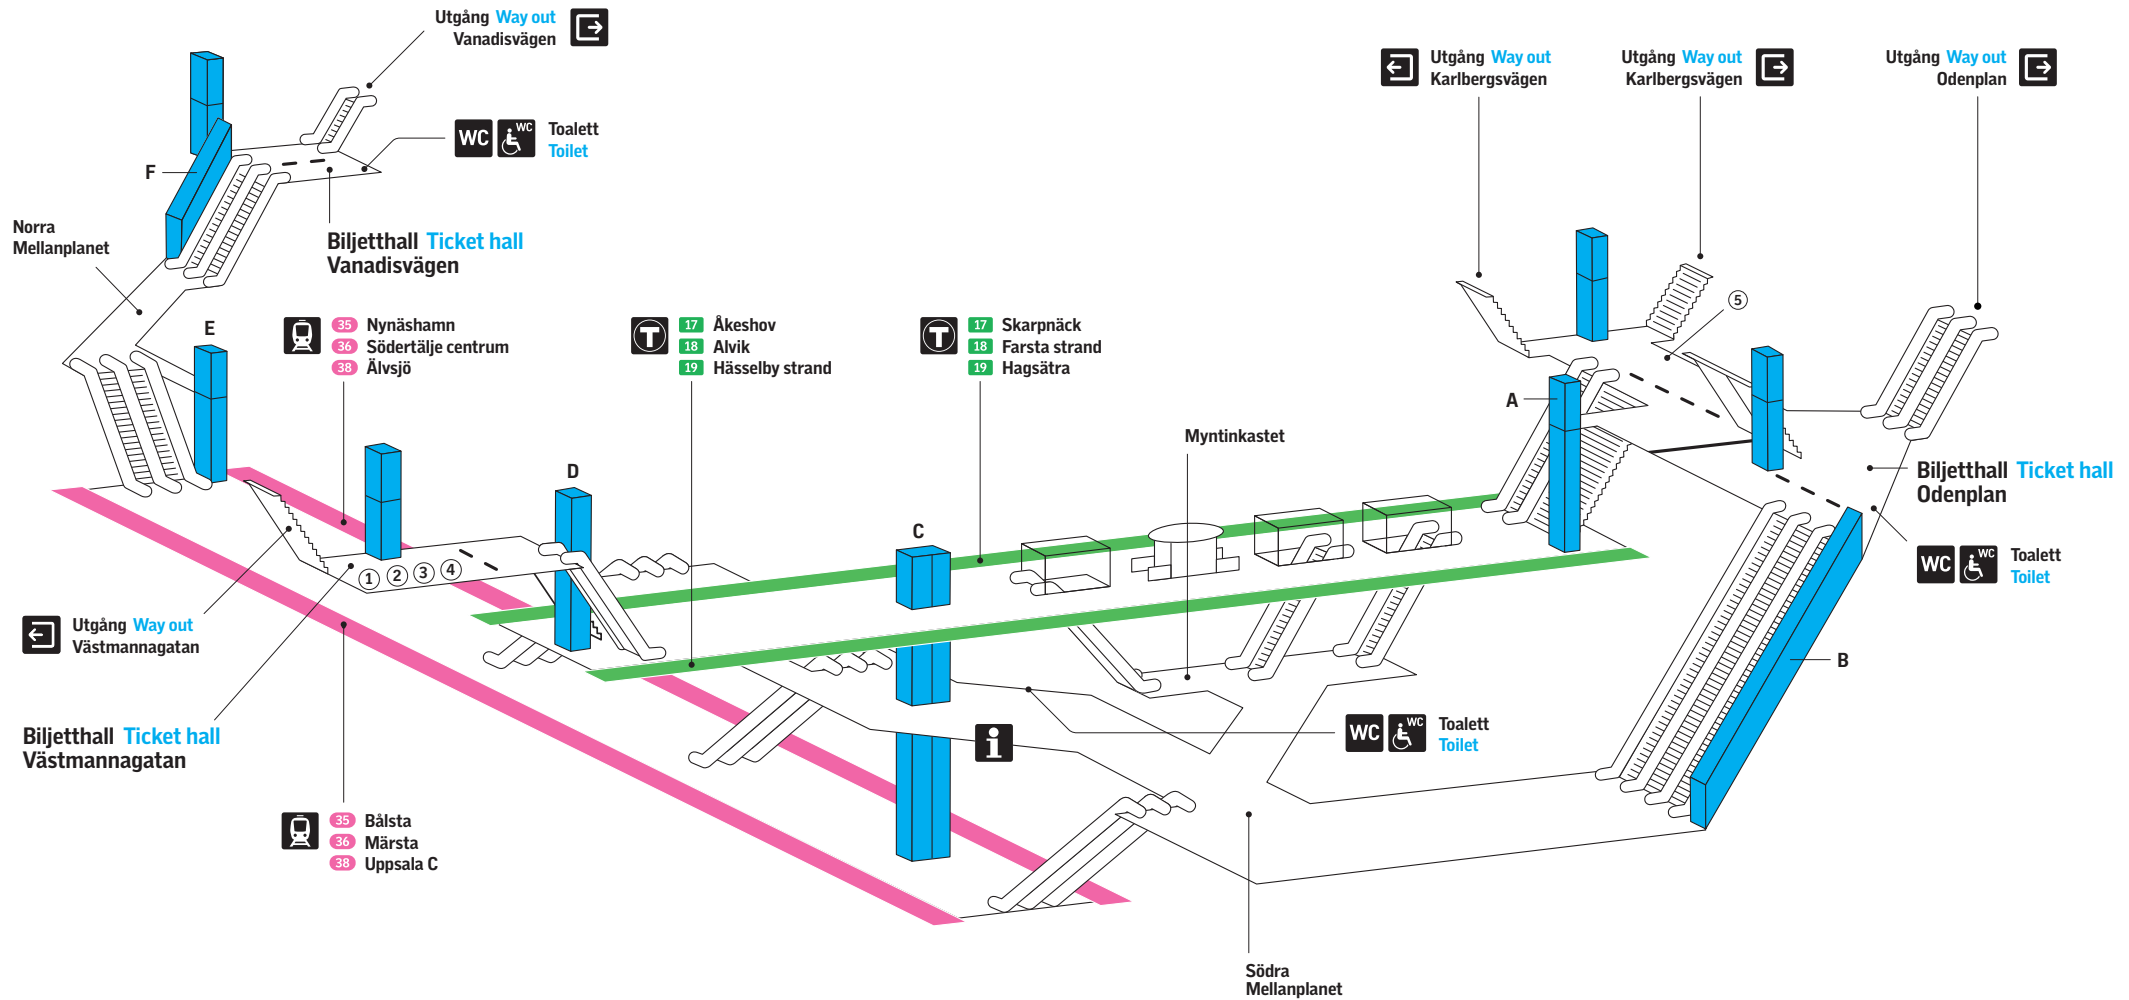 Utgång Way out
Vanadisvägen
WC
WC
Toalett
Toilet
F
Biljetthall Ticket hall
Vanadisvägen
Norra
Mellanplanet
E
35 Nynäshamn
36 Södertälje centrum
38 Älvsjö
T
17 Åkeshov
18 Alvik
19 Hässelby strand
T
17 Skarpnäck
18 Farsta strand
19 Hagsätra
Utgång Way out
Karlbergsvägen
Utgång Way out
Karlbergsvägen
Utgång Way out
Odenplan
5
A
Myntinkastet
D
C
Biljetthall Ticket hall
Odenplan
WC
WC
Toalett
Toilet
1 2 3 4
Utgång Way out
Västmannagatan
B
Biljetthall Ticket hall
Västmannagatan
i
WC
WC
Toalett
Toilet
35 Bålsta
36 Märsta
38 Uppsala C
Södra
Mellanplanet